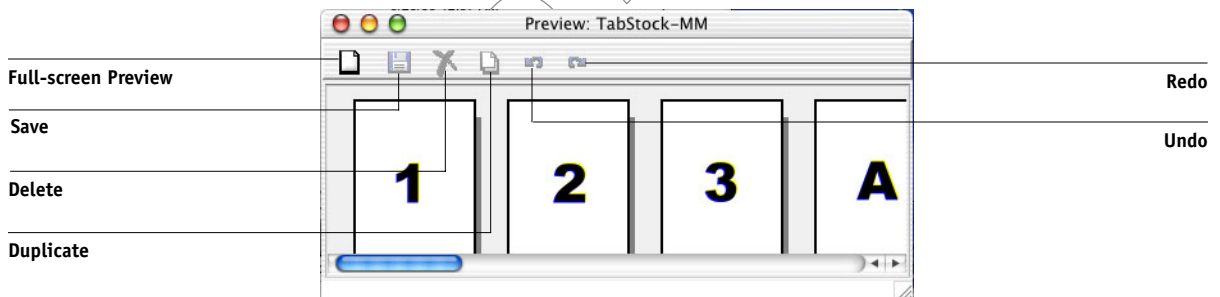 Preview: TabStock-MM
Full-screen Preview
Redo
Save
Undo
Delete
Duplicate
1 2 3 A